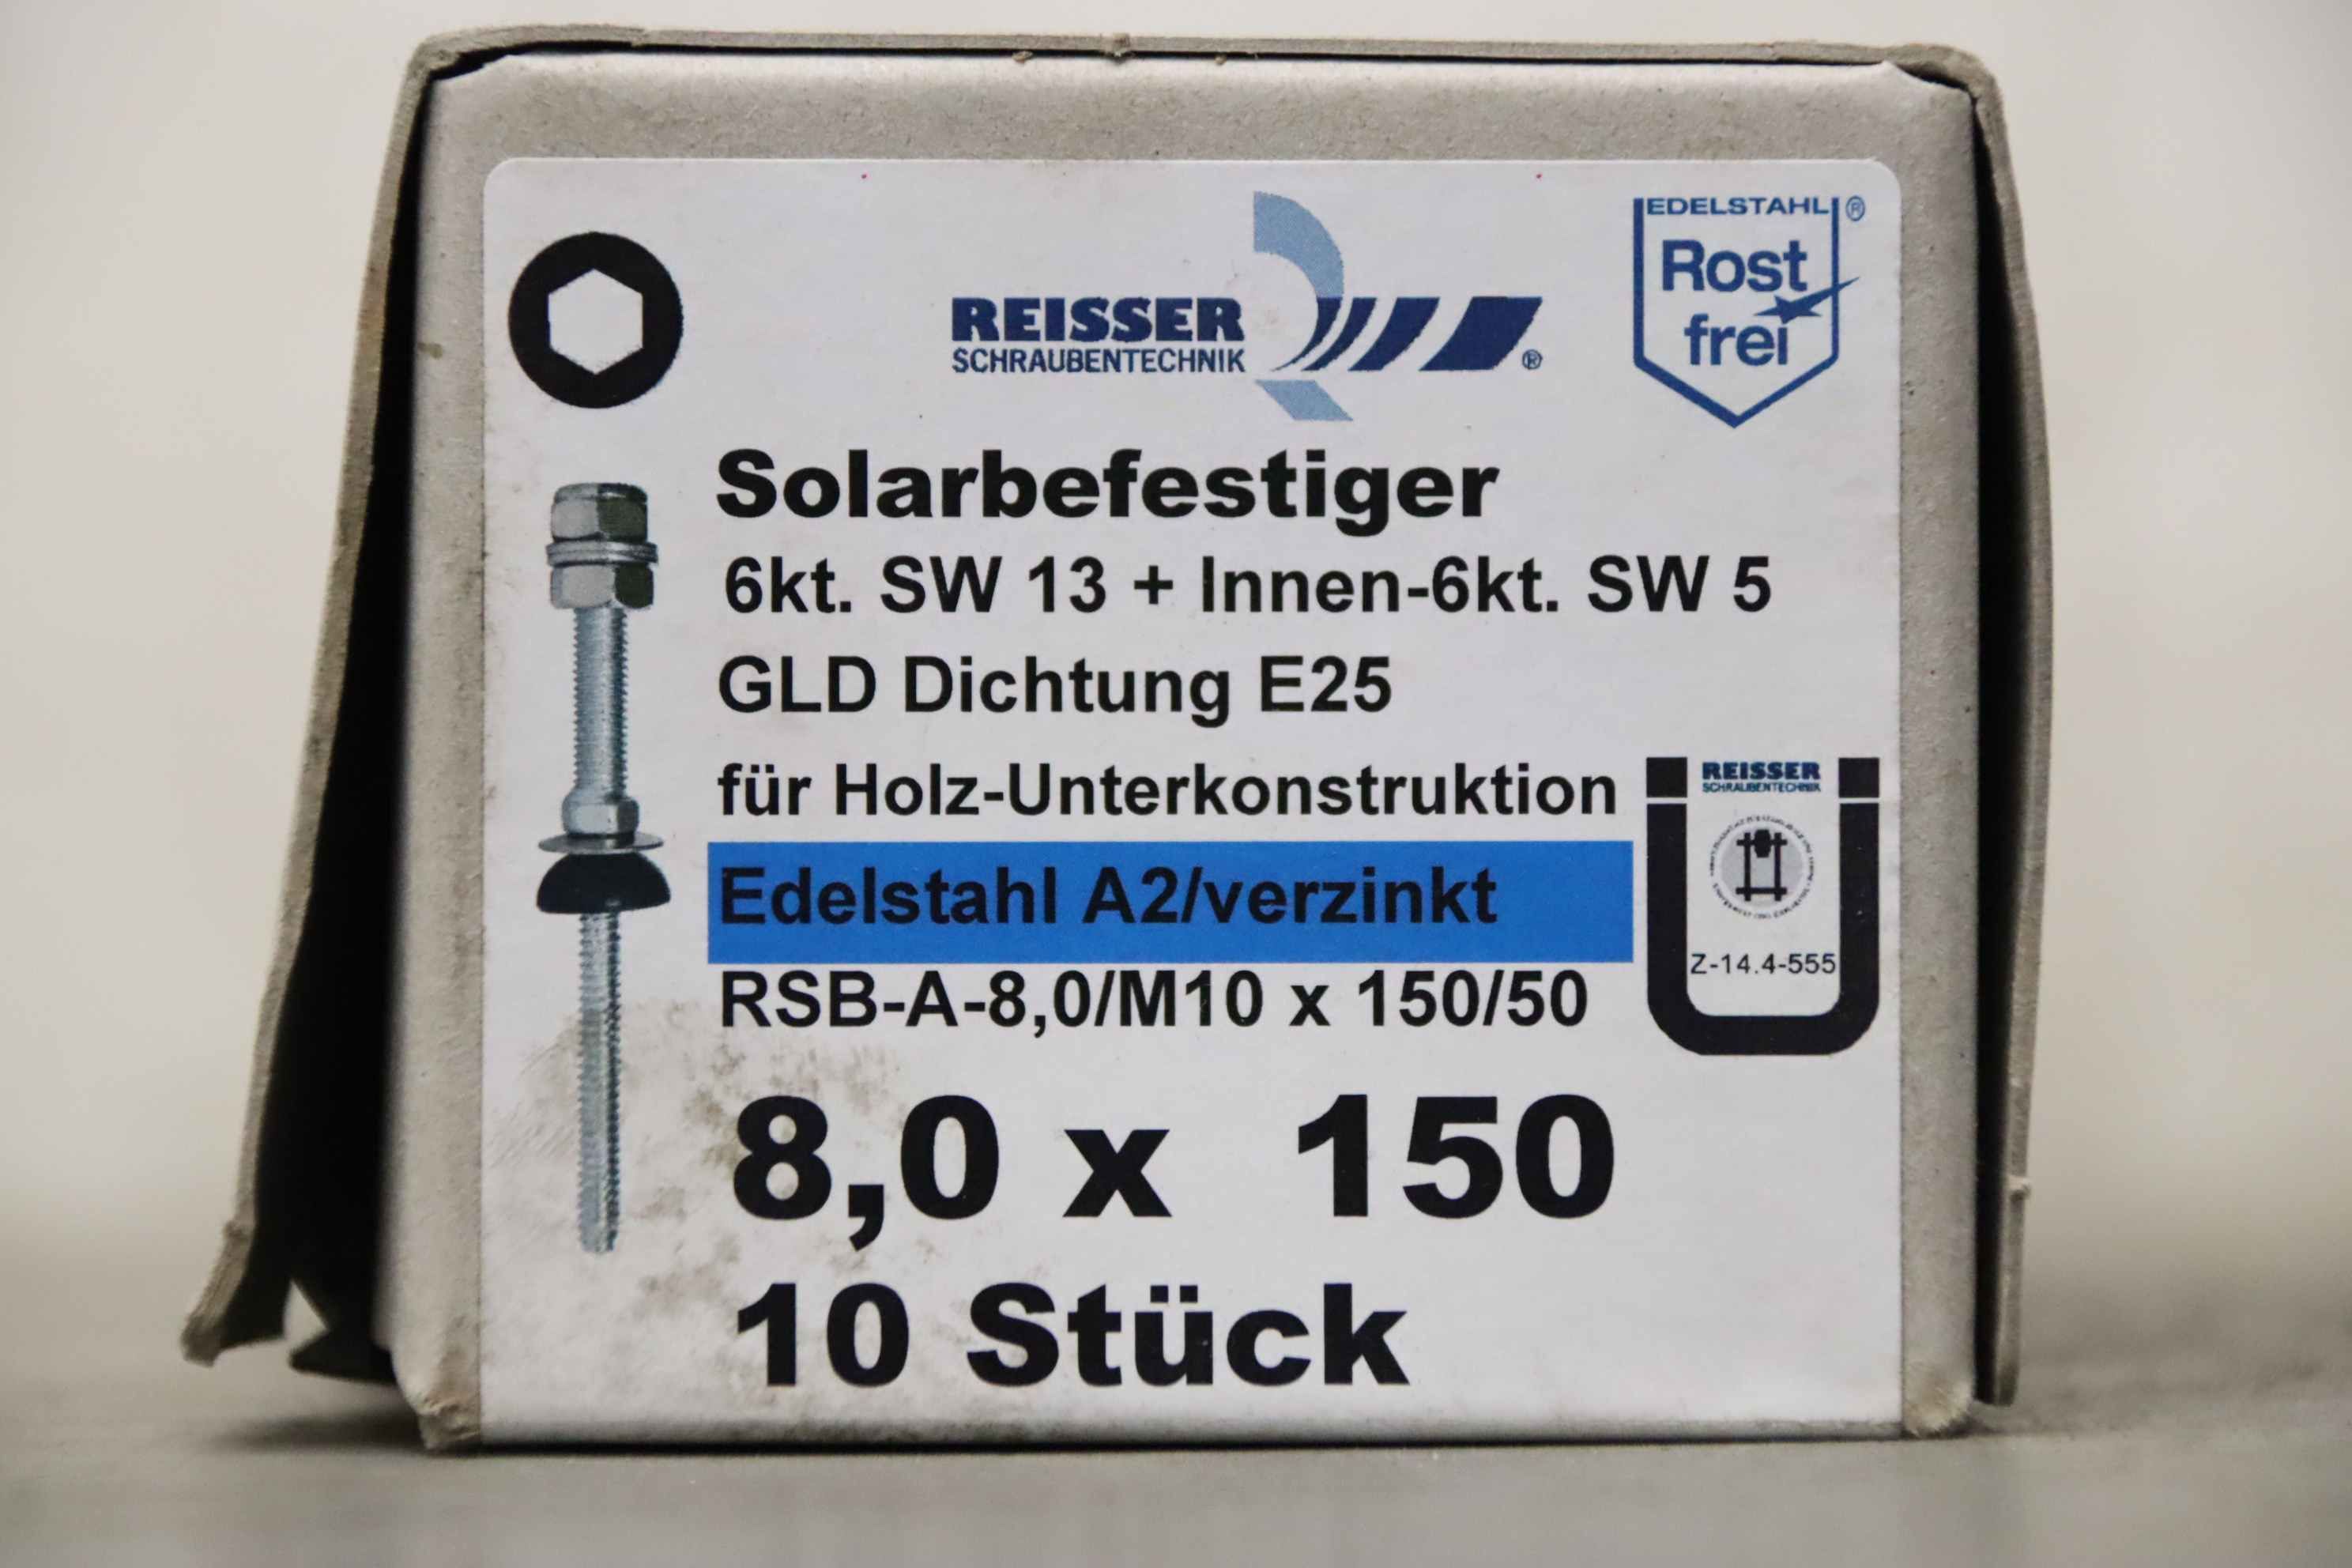 EDELSTAHL ®
Rost
frei
REISSER
SCHRAUBENTECHNIK ®
Solarbefestiger
6kt. SW 13 + Innen-6kt. SW 5
GLD Dichtung E25
für Holz-Unterkonstruktion
Edelstahl A2/verzinkt
RSB-A-8,0/M10 x 150/50
REISSER
SCHRAUBENTECHNIK
Z-14.4-555
8,0 x 150
10 Stück